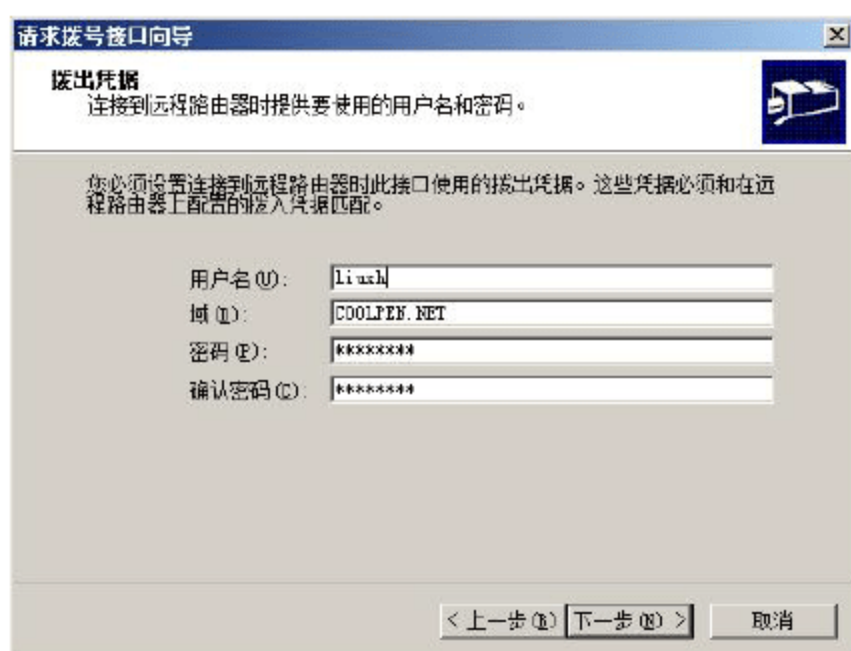 请求拨号接口向导
拨出凭据
连接到远程路由器时提供要使用的用户名和密码。
您必须设置连接到远程路由器时此接口使用的拨出凭据。这些凭据必须和在远
程路由器上配置的拨入凭据匹配。
用户名(U): liuxh
域(D): COOLPEN.NET
密码(P): ********
确认密码(C): ********
<上一步(B) 下一步(N)> 取消